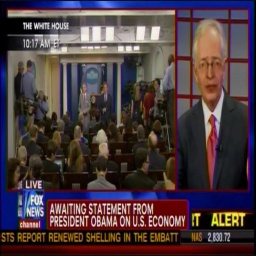 THE WHITE HOUSE
10:17 AM ET
LIVE
FOX
NEWS
channel
AWAITING STATEMENT FROM
PRESIDENT OBAMA ON U.S. ECONOMY
ALERT
STS REPORT RENEWED SHELLING IN THE EMBATT
NAS 2,830.72